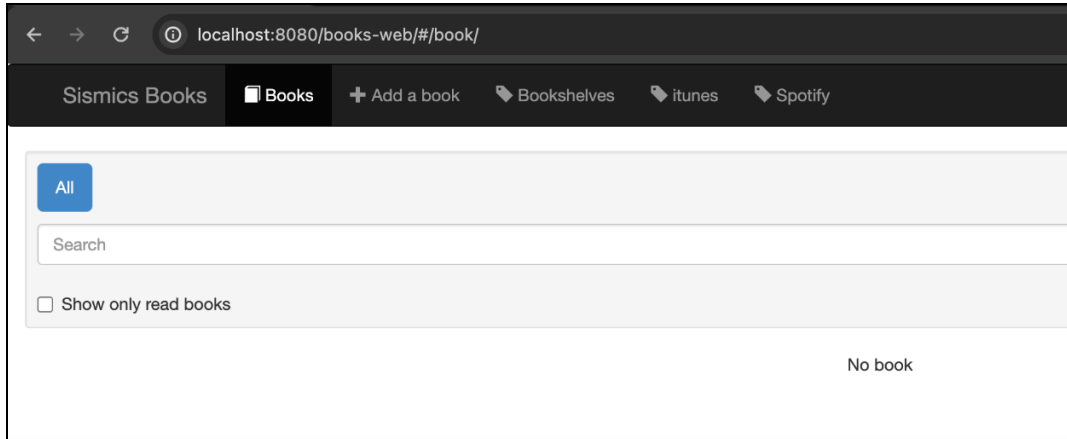 localhost:8080/books-web/#/book/
Sismics Books Books Add a book Bookshelves itunes Spotify
All
Search
Show only read books
No book